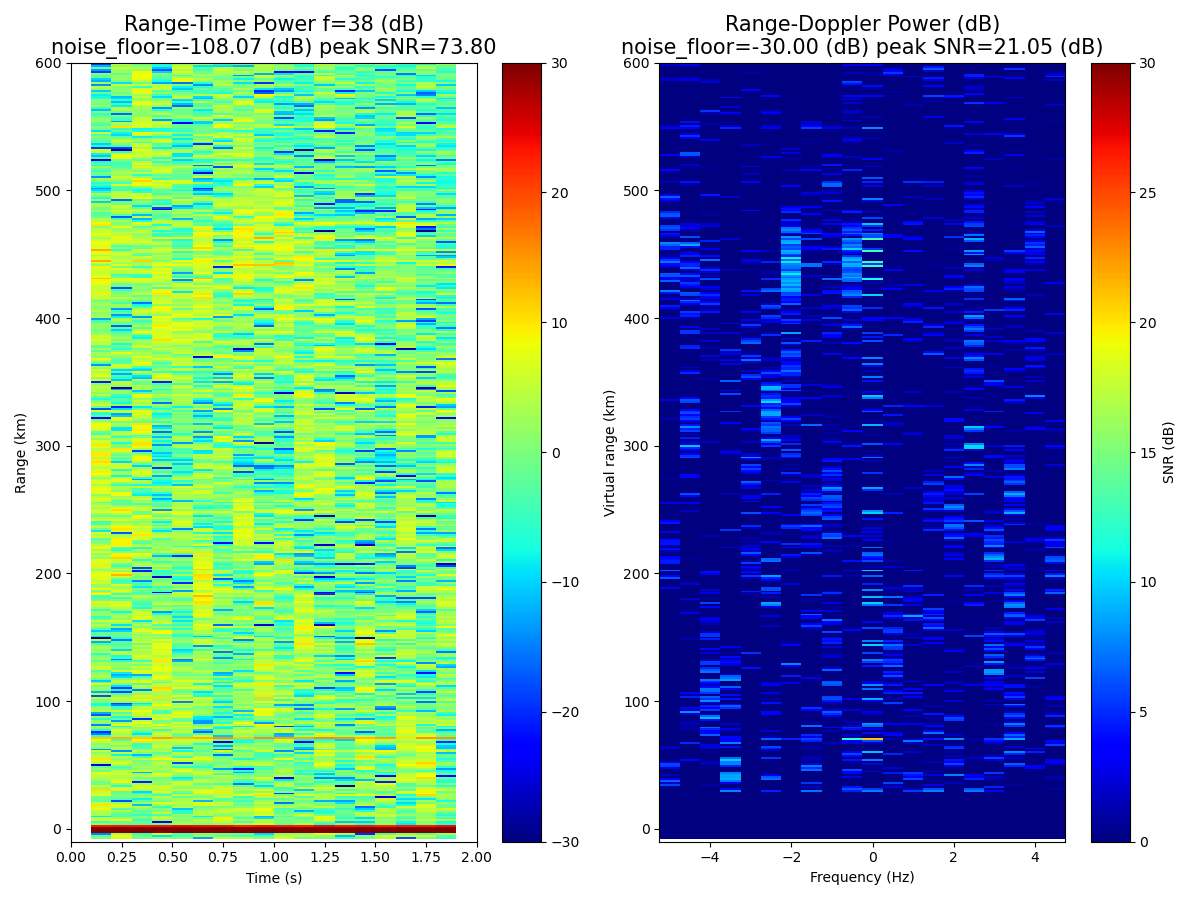 Range-Time Power f=38 (dB)
noise_floor=-108.07 (dB) peak SNR=73.80
600
500
400
300
200
100
0
Range (km)
0.00 0.25 0.50 0.75 1.00 1.25 1.50 1.75 2.00
Time (s)
30
20
10
0
−10
−20
−30
Range-Doppler Power (dB)
noise_floor=-30.00 (dB) peak SNR=21.05 (dB)
600
500
400
300
200
100
0
Virtual range (km)
−4 −2 0 2 4
Frequency (Hz)
30
25
20
15
10
5
0
SNR (dB)